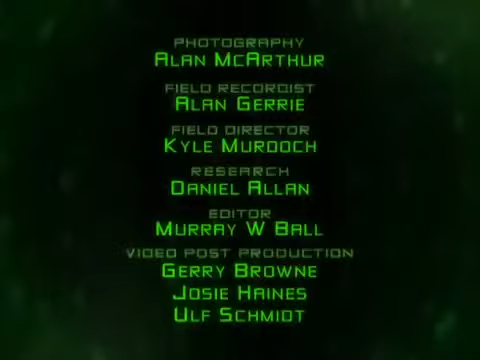 PHOTOGRAPHY
ALAN MCARTHUR
FIELD RECORDIST
ALAN GERRIE
FIELD DIRECTOR
KYLE MURDOCH
RESEARCH
DANIEL ALLAN
EDITOR
MURRAY W BALL
VIDEO POST PRODUCTION
GERRY BROWNE
JOSIE HAINES
ULF SCHMIDT